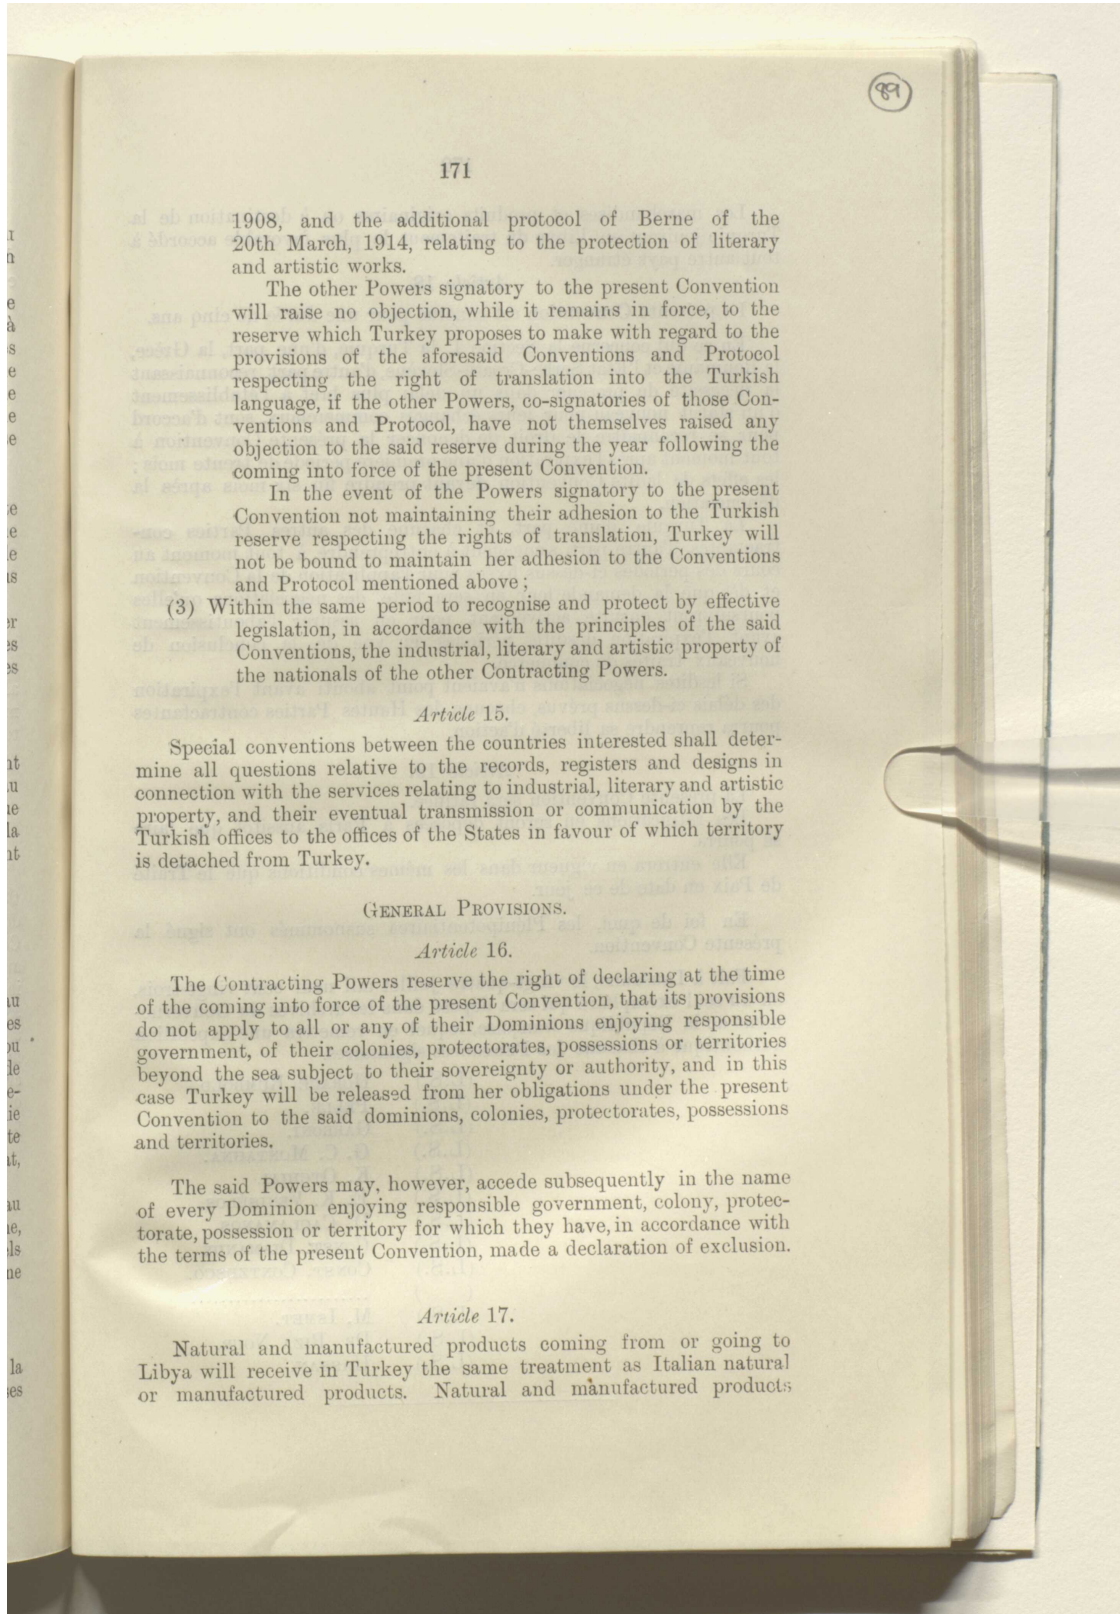 89
171
1908, and the additional protocol of Berne of the
20th March, 1914, relating to the protection of literary
and artistic works.
The other Powers signatory to the present Convention
will raise no objection, while it remains in force, to the
reserve which Turkey proposes to make with regard to the
provisions of the aforesaid Conventions and Protocol
respecting the right of translation into the Turkish
language, if the other Powers, co-signatories of those Con-
ventions and Protocol, have not themselves raised any
objection to the said reserve during the year following the
coming into force of the present Convention.
In the event of the Powers signatory to the present
Convention not maintaining their adhesion to the Turkish
reserve respecting the rights of translation, Turkey will
not be bound to maintain her adhesion to the Conventions
and Protocol mentioned above;
(3) Within the same period to recognise and protect by effective
legislation, in accordance with the principles of the said
Conventions, the industrial, literary and artistic property of
the nationals of the other Contracting Powers.
Article 15.
Special conventions between the countries interested shall deter-
mine all questions relative to the records, registers and designs in
connection with the services relating to industrial, literary and artistic
property, and their eventual transmission or communication by the
Turkish offices to the offices of the States in favour of which territory
is detached from Turkey.
GENERAL PROVISIONS.
Article 16.
The Contracting Powers reserve the right of declaring at the time
of the coming into force of the present Convention, that its provisions
do not apply to all or any of their Dominions enjoying responsible
government, of their colonies, protectorates, possessions or territories
beyond the sea subject to their sovereignty or authority, and in this
case Turkey will be released from her obligations under the present
Convention to the said dominions, colonies, protectorates, possessions
and territories.
The said Powers may, however, accede subsequently in the name
of every Dominion enjoying responsible government, colony, protec-
torate, possession or territory for which they have, in accordance with
the terms of the present Convention, made a declaration of exclusion.
Article 17.
Natural and manufactured products coming from or going to
Libya will receive in Turkey the same treatment as Italian natural
or manufactured products. Natural and manufactured products